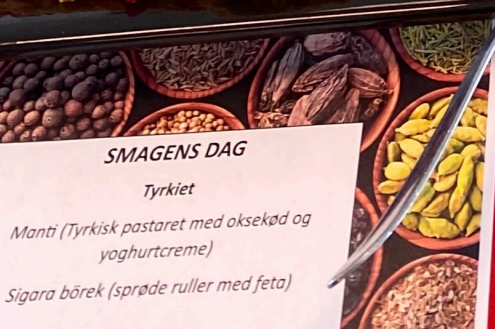 SMAGENS DAG
Tyrkiet
Manti (Tyrkisk pastaret med oksekød og
yoghurtcreme)
Sigara börek (sprøde ruller med feta)